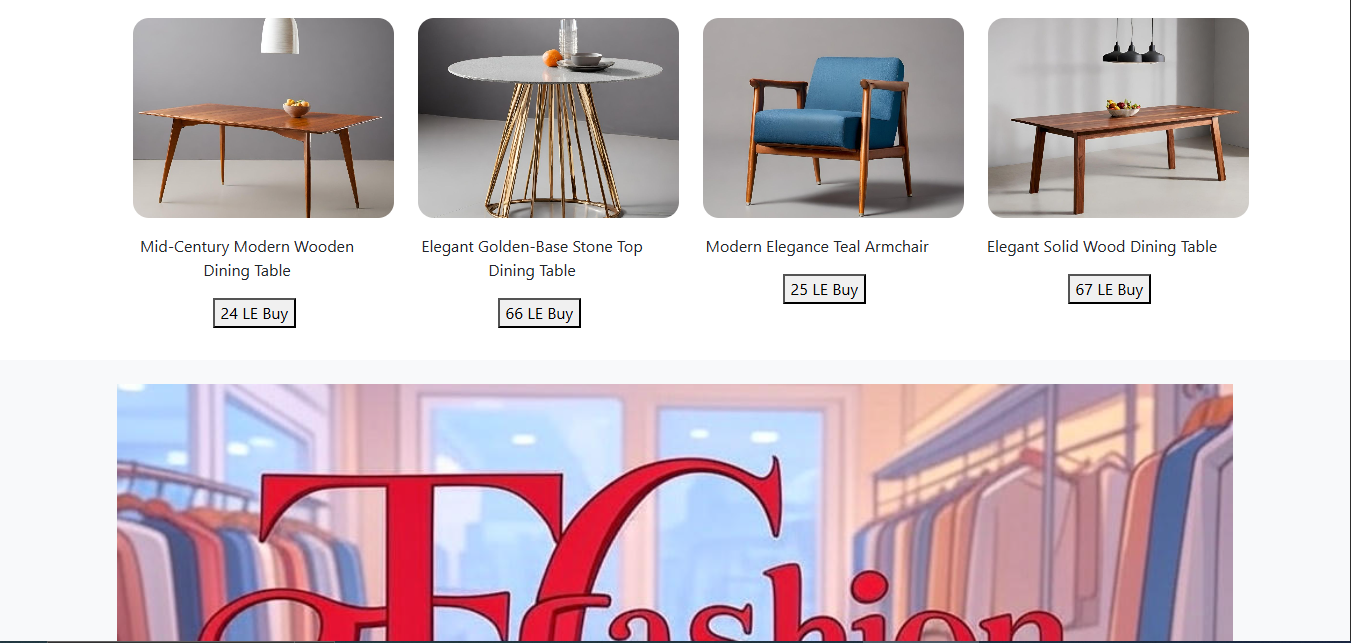 Mid-Century Modern Wooden
Dining Table
24 LE Buy
Elegant Golden-Base Stone Top
Dining Table
66 LE Buy
Modern Elegance Teal Armchair
25 LE Buy
Elegant Solid Wood Dining Table
67 LE Buy
Fashion